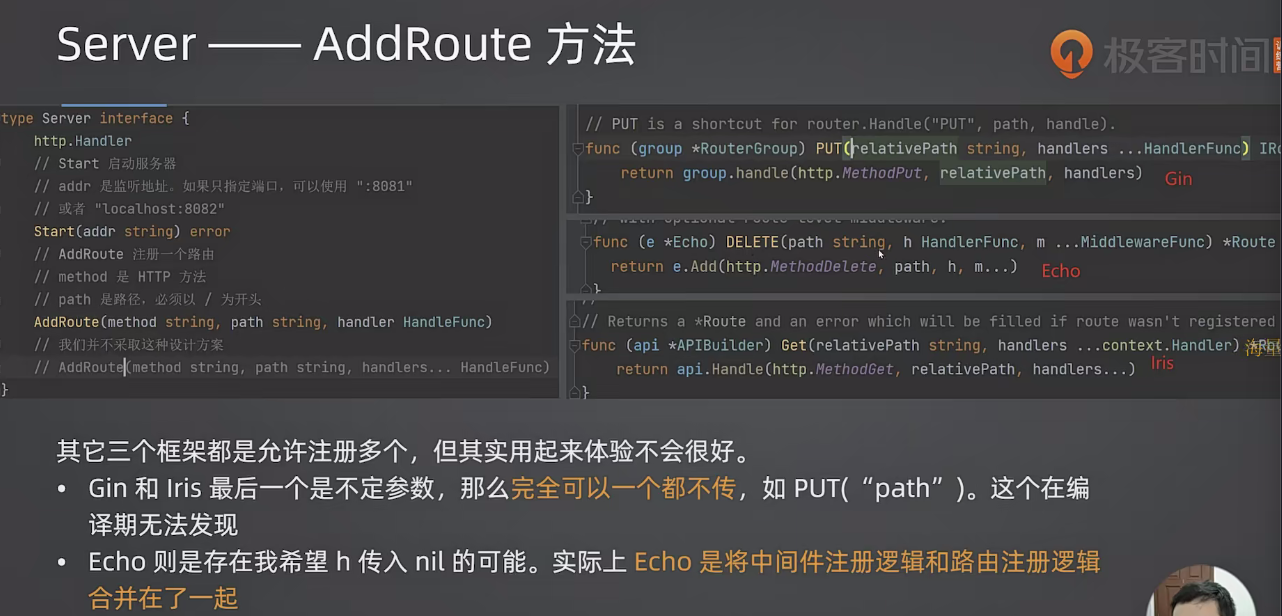 Server —— AddRoute 方法
极客时间
type Server interface {
http.Handler
// Start 启动服务器
// addr 是监听地址。如果只指定端口，可以使用 ":8081"
// 或者 "localhost:8082"
Start(addr string) error
// AddRoute 注册一个路由
// method 是 HTTP 方法
// path 是路径，必须以 / 为开头
AddRoute(method string, path string, handler HandleFunc)
// 我们并不采取这种设计方案
// AddRoute(method string, path string, handlers... HandleFunc)
}
// PUT is a shortcut for router.Handle("PUT", path, handle).
func (group *RouterGroup) PUT(relativePath string, handlers ...HandlerFunc) IRo
return group.handle(http.MethodPut, relativePath, handlers)
Gin
}
// with optional route-level middleware.
func (e *Echo) DELETE(path string, h HandlerFunc, m ...MiddlewareFunc) *Route
return e.Add(http.MethodDelete, path, h, m...)
Echo
}
//
// Returns a *Route and an error which will be filled if route wasn't registered
func (api *APIBuilder) Get(relativePath string, handlers ...context.Handler) *Ro
海量
return api.Handle(http.MethodGet, relativePath, handlers...)
Iris
}
其它三个框架都是允许注册多个，但其实用起来体验不会很好。
• Gin 和 Iris 最后一个是不定参数，那么完全可以一个都不传，如 PUT(“path”)。这个在编
译期无法发现
• Echo 则是存在我希望 h 传入 nil 的可能。实际上 Echo 是将中间件注册逻辑和路由注册逻辑
合并在了一起